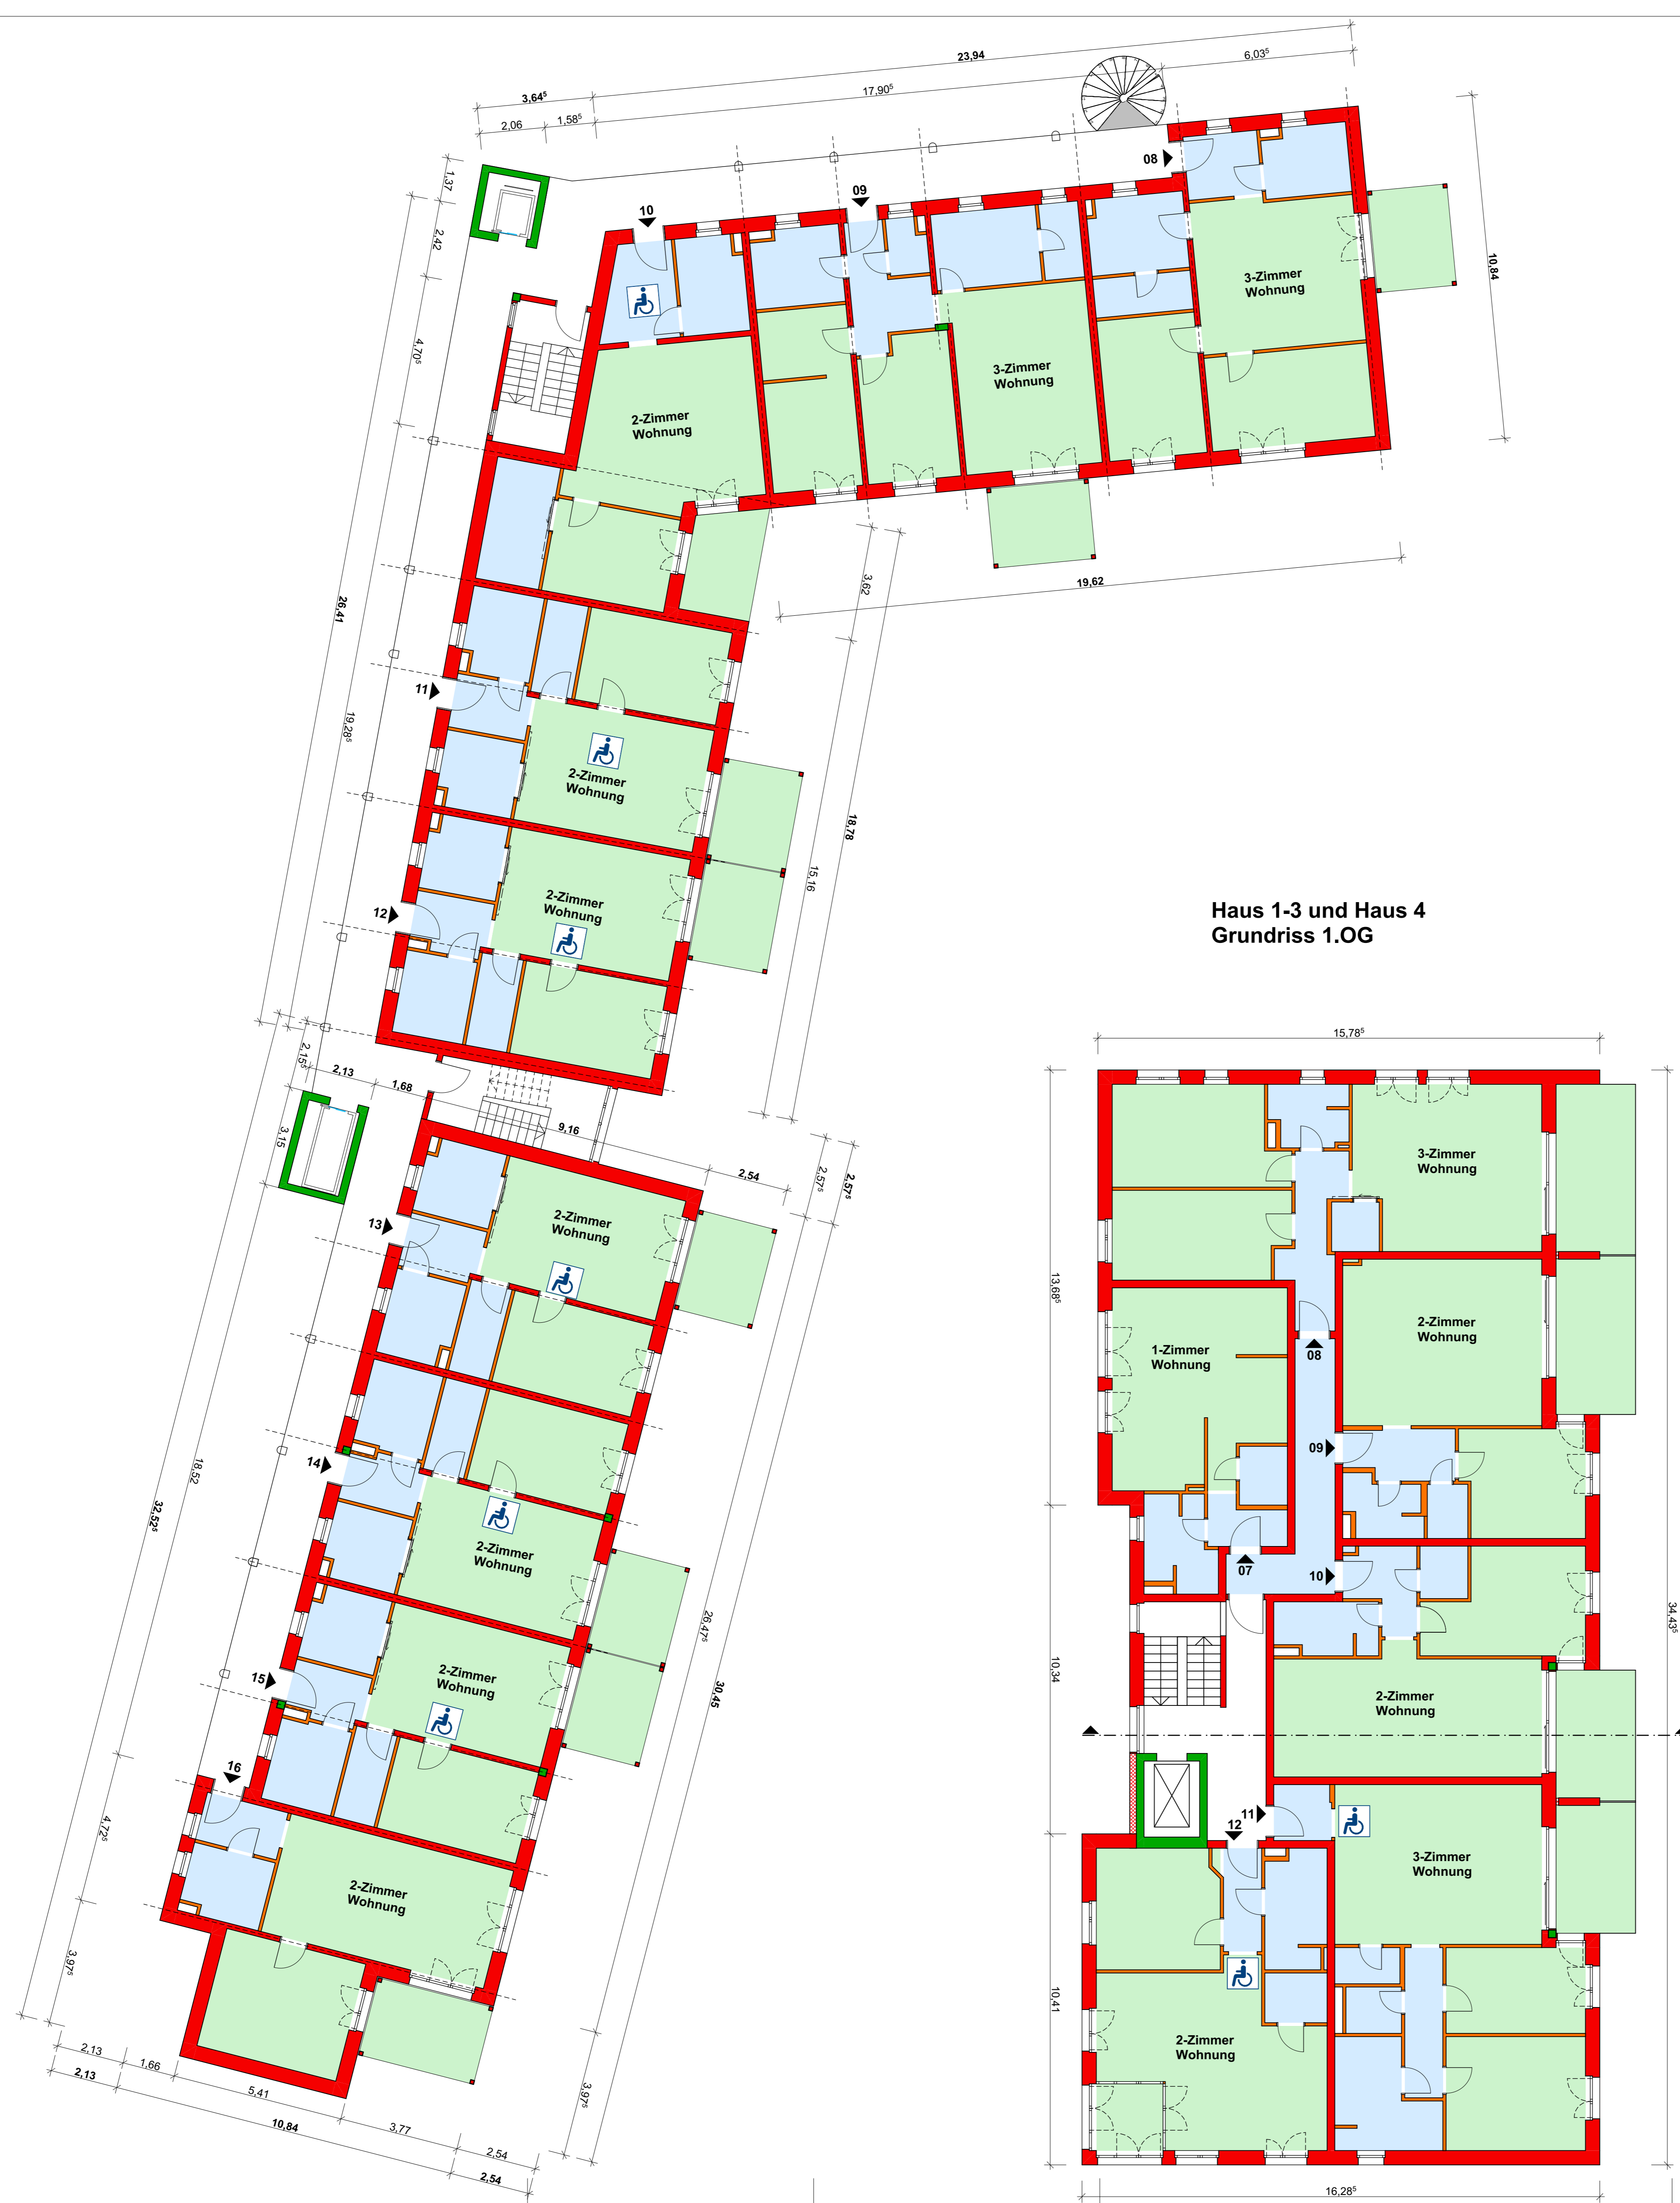 23,94
6,03⁵
3,64⁵
17,90⁵
2,06
1,58⁵
1,37
08
09
10
2,42
10,84
3-Zimmer
Wohnung
4,70⁵
3-Zimmer
Wohnung
2-Zimmer
Wohnung
3,62
19,62
26,41
11
19,28⁵
2-Zimmer
Wohnung
18,78
15,16
2-Zimmer
Wohnung
12
Haus 1-3 und Haus 4
Grundriss 1.OG
2,15⁵
2,13
1,68
3,15
9,16
2,54
2,57⁵
2,57⁵
13
2-Zimmer
Wohnung
14
18,52
32,52⁵
2-Zimmer
Wohnung
26,47⁵
30,45
15
2-Zimmer
Wohnung
16
4,72⁵
2-Zimmer
Wohnung
3,97⁵
2,13
1,66
2,13
5,41
10,84
3,77
2,54
2,54
3,97⁵
15,78⁵
3-Zimmer
Wohnung
13,68⁵
2-Zimmer
Wohnung
1-Zimmer
Wohnung
08
09
07
10
34,43⁵
10,34
2-Zimmer
Wohnung
11
12
3-Zimmer
Wohnung
10,41
2-Zimmer
Wohnung
16,28⁵